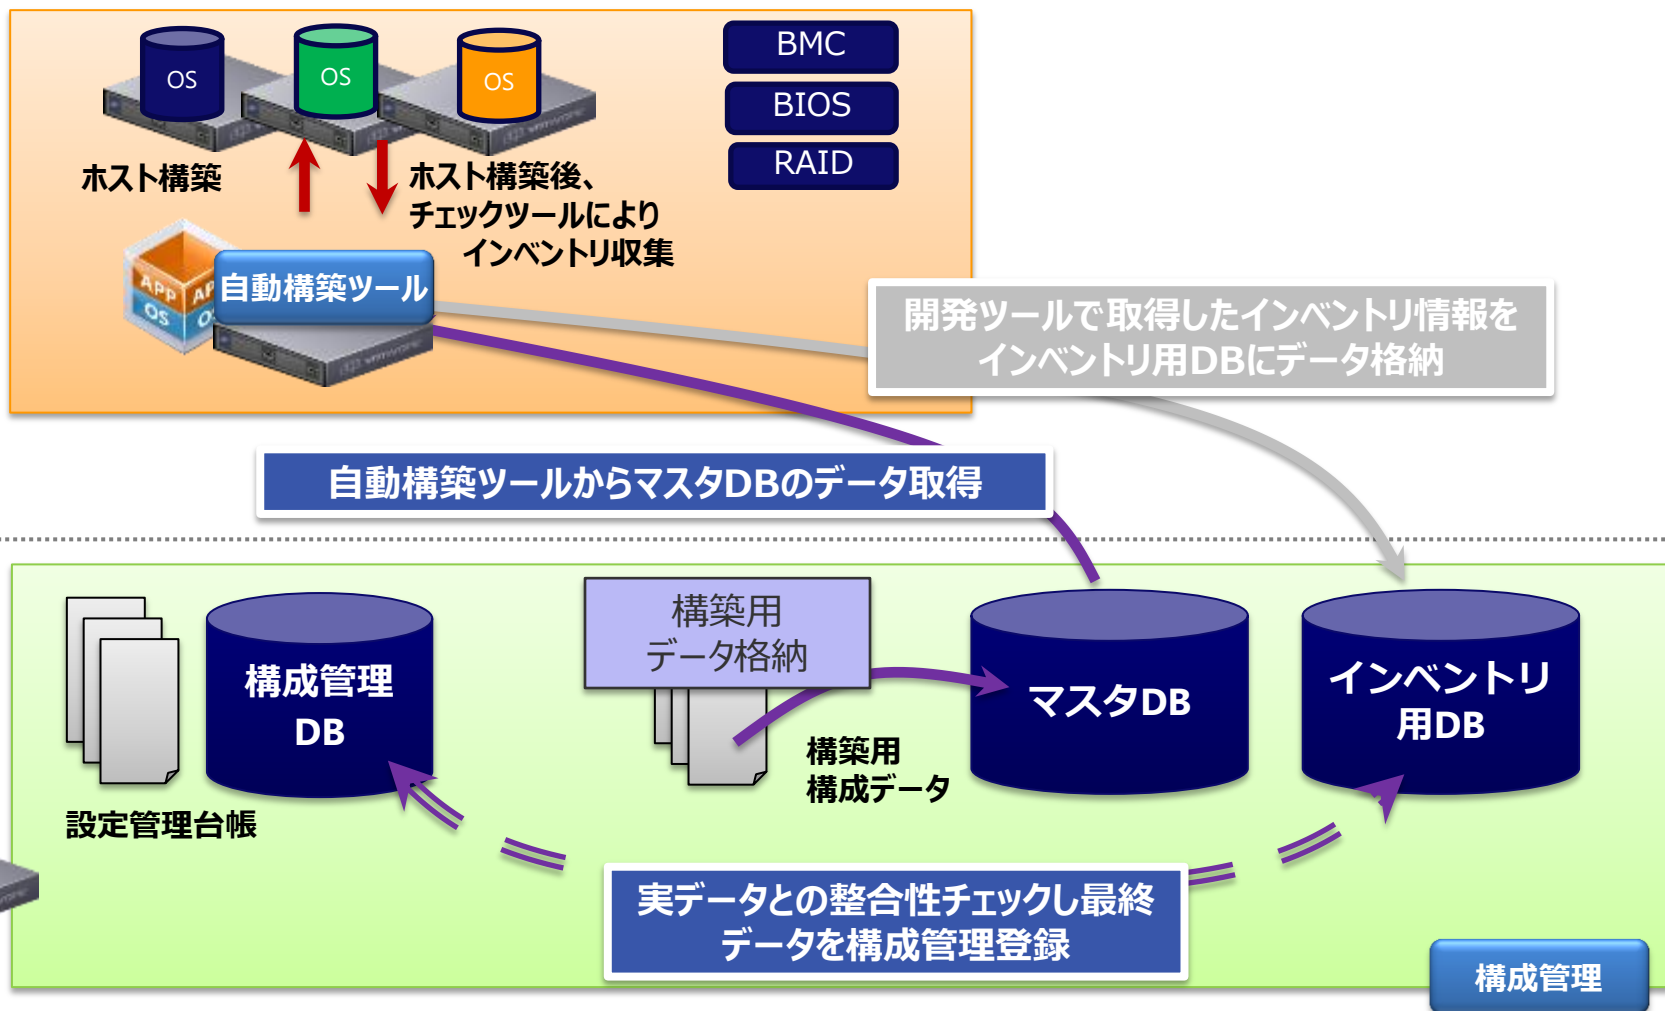 OS
OS
OS
BMC
BIOS
RAID
ホスト構築
ホスト構築後、
チェックツールにより
インベントリ収集
APP
OS
自動構築ツール
開発ツールで取得したインベントリ情報を
インベントリ用DBにデータ格納
自動構築ツールからマスタDBのデータ取得
構成管理
DB
設定管理台帳
構築用
データ格納
構築用
構成データ
マスタDB
インベントリ
用DB
実データとの整合性チェックし最終
データを構成管理登録
構成管理